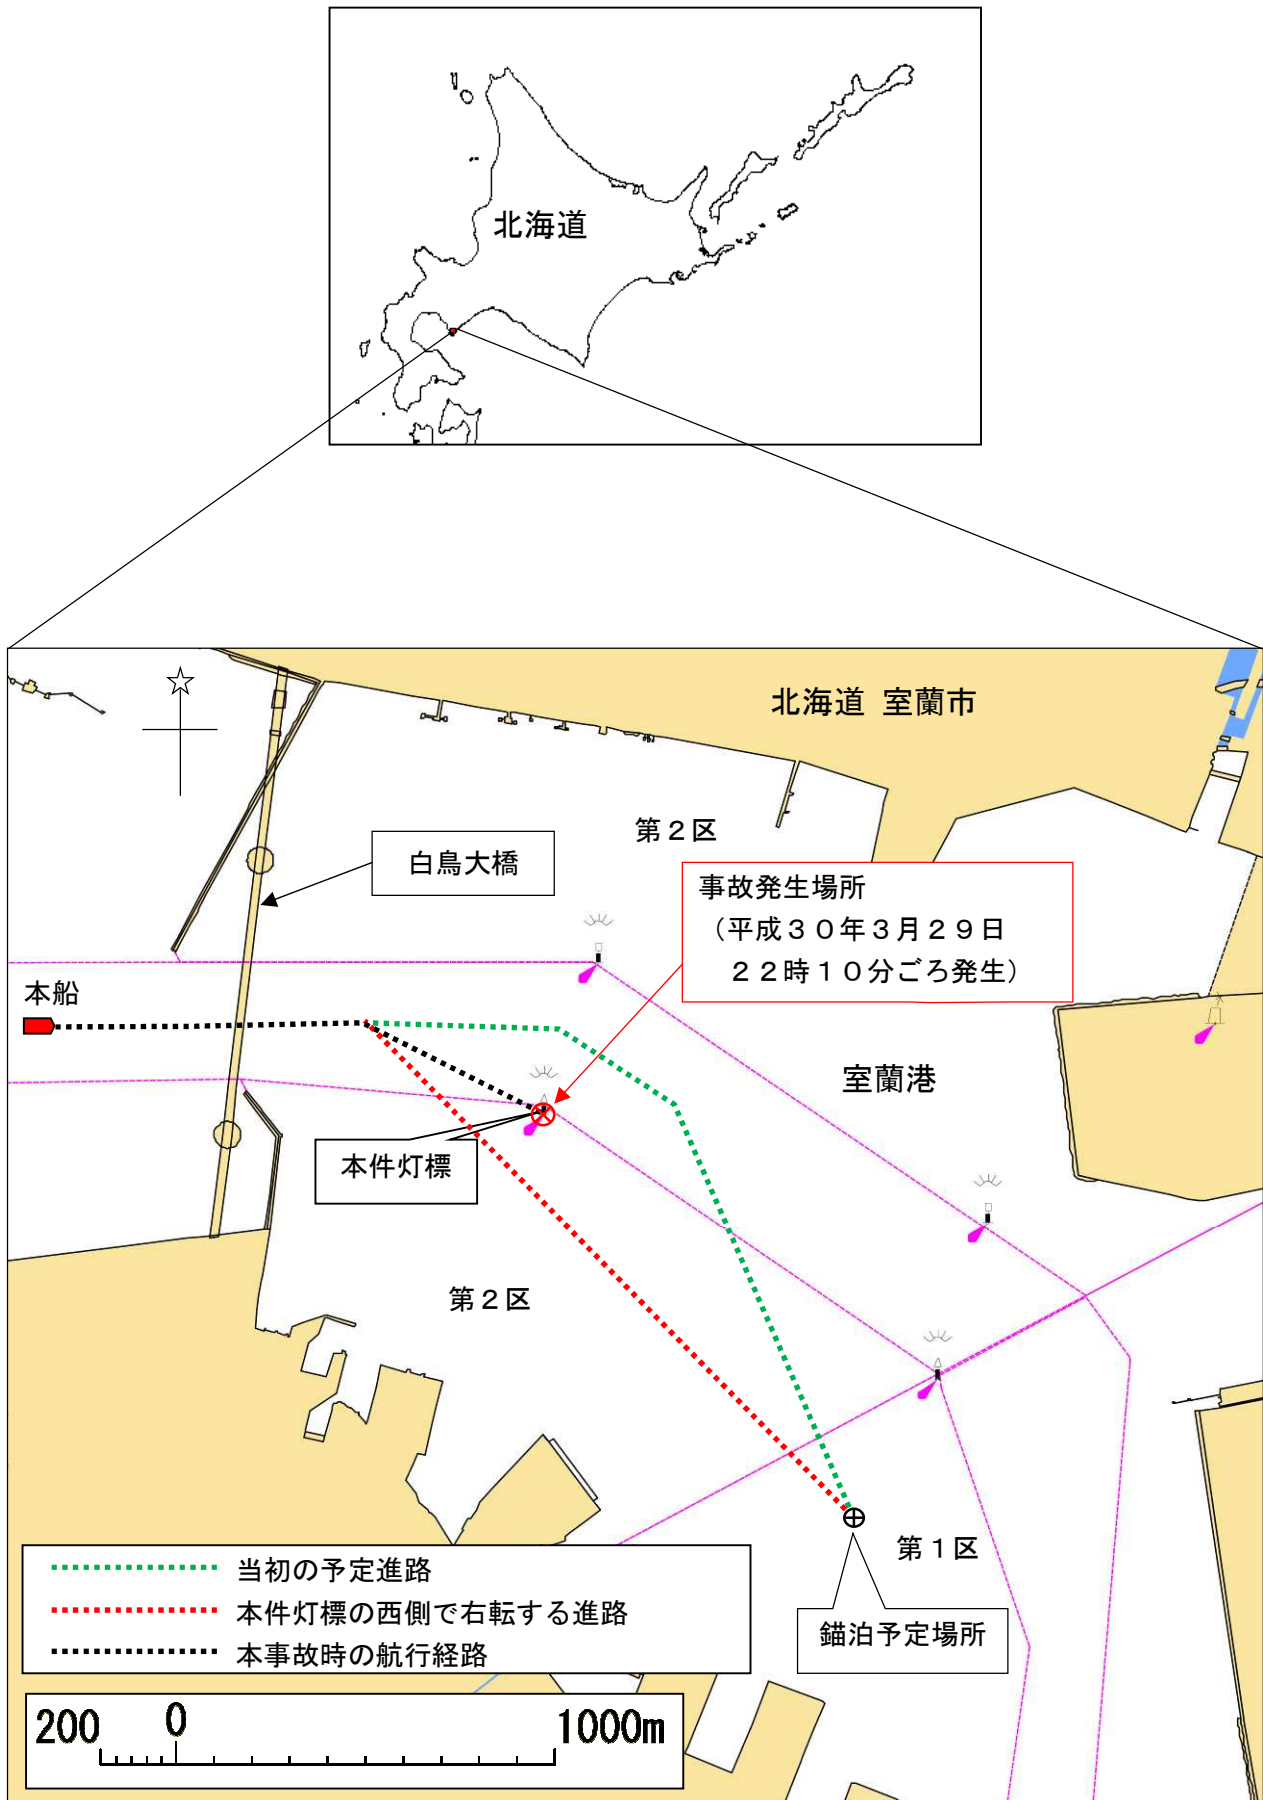 北海道
北海道 室蘭市
第2区
白鳥大橋
事故発生場所
（平成30年3月29日
22時10分ごろ発生）
本船
室蘭港
本件灯標
第2区
第1区
錨泊予定場所
当初の予定進路
本件灯標の西側で右転する進路
本事故時の航行経路
200 0 1000m